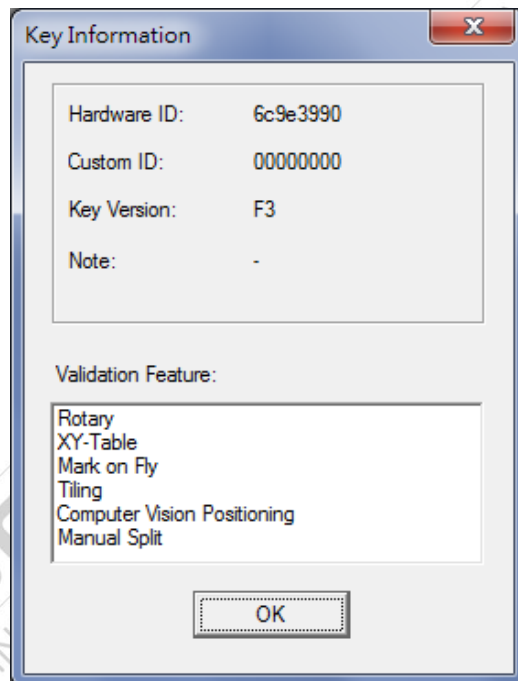 Key Information
Hardware ID: 6c9e3990
Custom ID: 00000000
Key Version: F3
Note: -
Validation Feature:
Rotary
XY-Table
Mark on Fly
Tiling
Computer Vision Positioning
Manual Split
OK